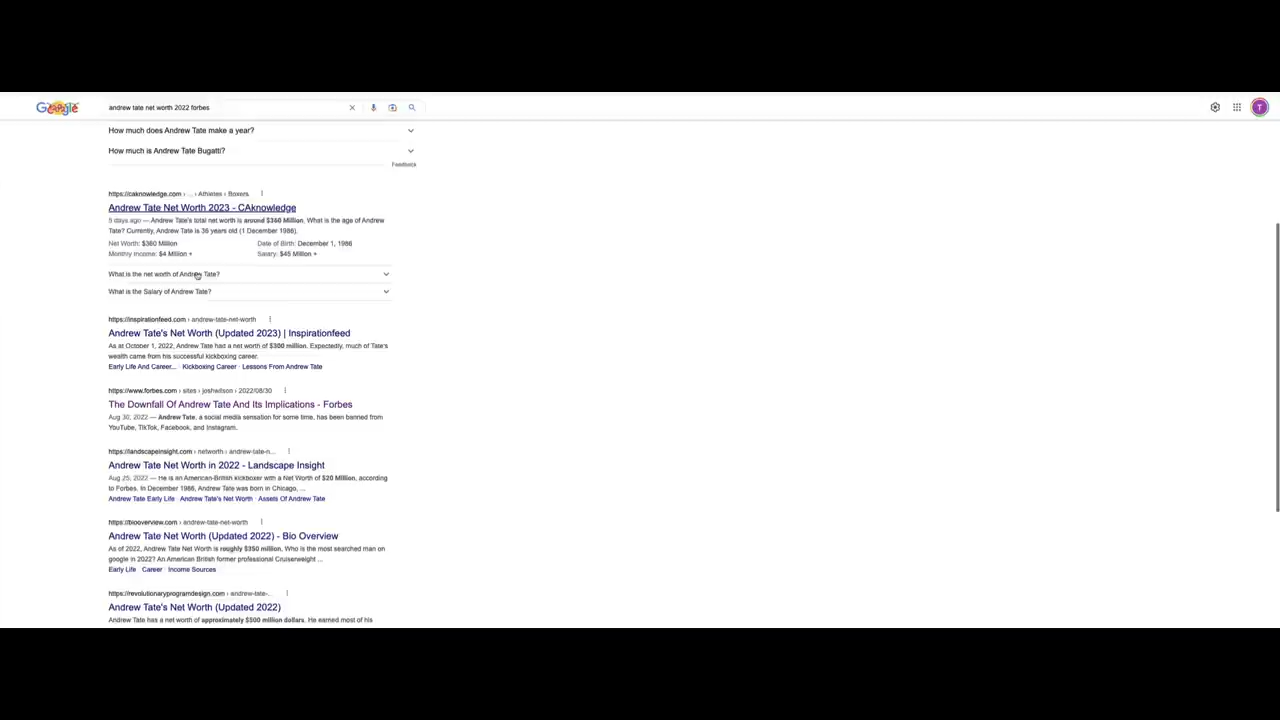 Google
andrew tate net worth 2022 forbes
T
How much does Andrew Tate make a year?
How much is Andrew Tate Bugatti?
Feedback
https://caknowledge.com › ... › Athletes › Boxers
Andrew Tate Net Worth 2023 - CAknowledge
5 days ago — Andrew Tate's total net worth is around $360 Million. What is the age of Andrew
Tate? Currently, Andrew Tate is 36 years old (1 December 1986).
Net Worth: $360 Million Date of Birth: December 1, 1986
Monthly Income: $4 Million + Salary: $45 Million +
What is the net worth of Andrew Tate?
What is the Salary of Andrew Tate?
https://inspirationfeed.com › andrew-tate-net-worth
Andrew Tate's Net Worth (Updated 2023) | Inspirationfeed
As at October 1, 2022, Andrew Tate had a net worth of $300 million. Expectedly, much of Tate's
wealth came from his successful kickboxing career.
Early Life And Career... · Kickboxing Career · Lessons From Andrew Tate
https://www.forbes.com › sites › joshwilson › 2022/08/30
The Downfall Of Andrew Tate And Its Implications - Forbes
Aug 30, 2022 — Andrew Tate, a social media sensation for some time, has been banned from
YouTube, TikTok, Facebook, and Instagram.
https://landscapeinsight.com › networth › andrew-tate-n...
Andrew Tate Net Worth in 2022 - Landscape Insight
Aug 25, 2022 — He is an American-British kickboxer with a Net Worth of $20 Million, according
to Forbes. In December 1986, Andrew Tate was born in Chicago, ...
Andrew Tate Early Life · Andrew Tate's Net Worth · Assets Of Andrew Tate
https://biooverview.com › andrew-tate-net-worth
Andrew Tate Net Worth (Updated 2022) - Bio Overview
As of 2022, Andrew Tate Net Worth is roughly $350 million. Who is the most searched man on
google in 2022? An American British former professional Cruiserweight ...
Early Life · Career · Income Sources
https://revolutionaryprogramdesign.com › andrew-tate-...
Andrew Tate's Net Worth (Updated 2022)
Andrew Tate has a net worth of approximately $300 million dollars. He earned most of his